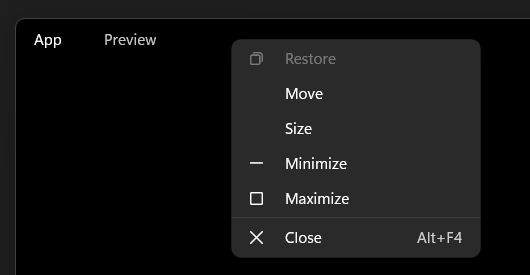 App Preview
Restore
Move
Size
Minimize
Maximize
Close Alt+F4